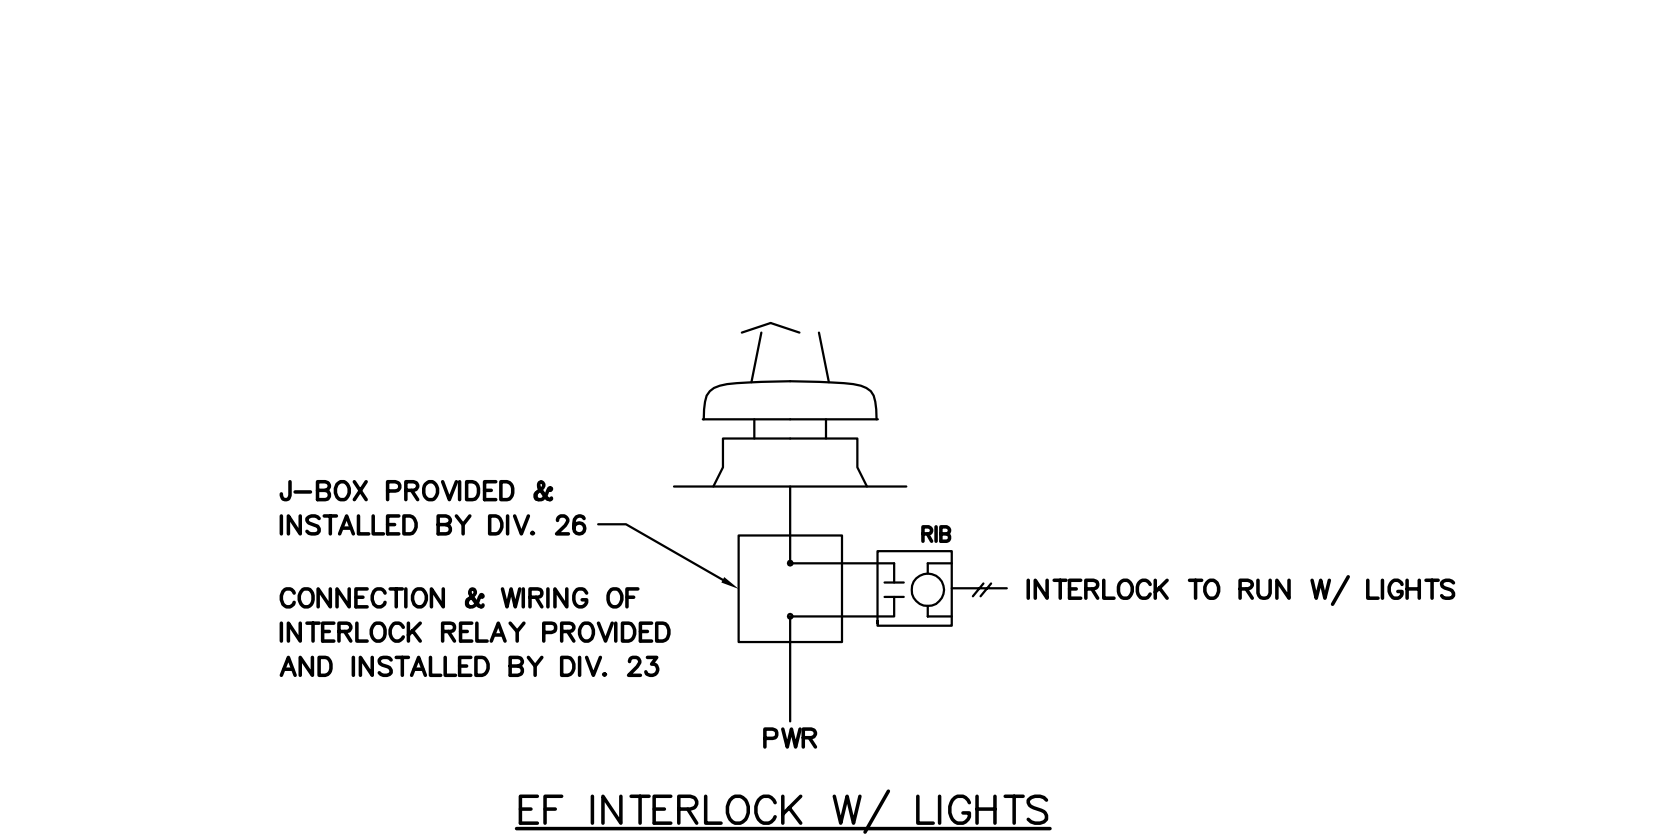 J-BOX PROVIDED &
INSTALLED BY DIV. 26
CONNECTION & WIRING OF
INTERLOCK RELAY PROVIDED
AND INSTALLED BY DIV. 23
RIB
INTERLOCK TO RUN W/ LIGHTS
PWR
EF INTERLOCK W/ LIGHTS